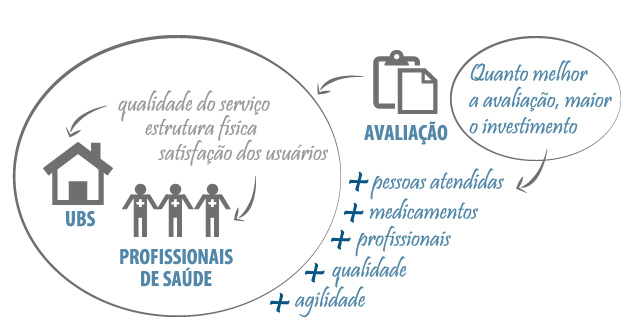 qualidade do serviço
estrutura física
satisfação dos usuários
UBS
PROFISSIONAIS
DE SAÚDE
AVALIAÇÃO
Quanto melhor
a avaliação, maior
o investimento
+ pessoas atendidas
+ medicamentos
+ profissionais
+ qualidade
+ agilidade